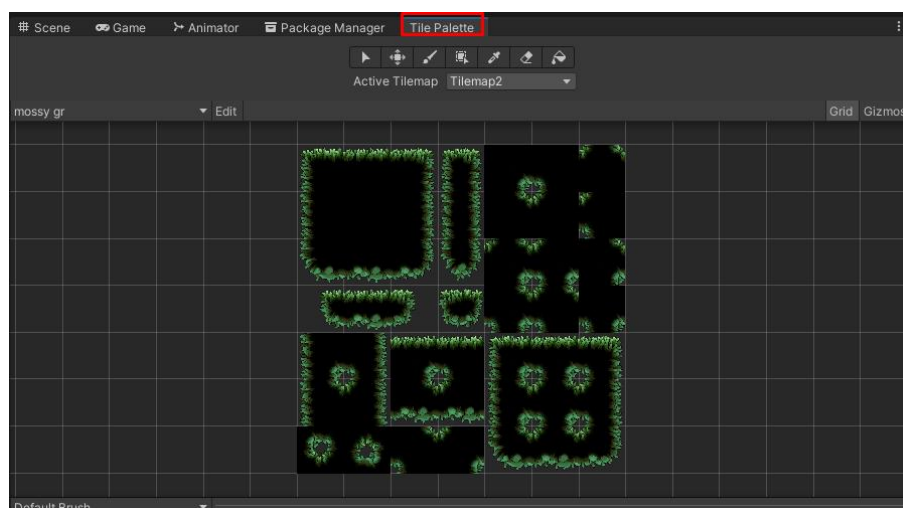 Scene Game Animator Package Manager Tile Palette
Active Tilemap Tilemap2
mossy gr Edit Grid Gizmos
Default Brush